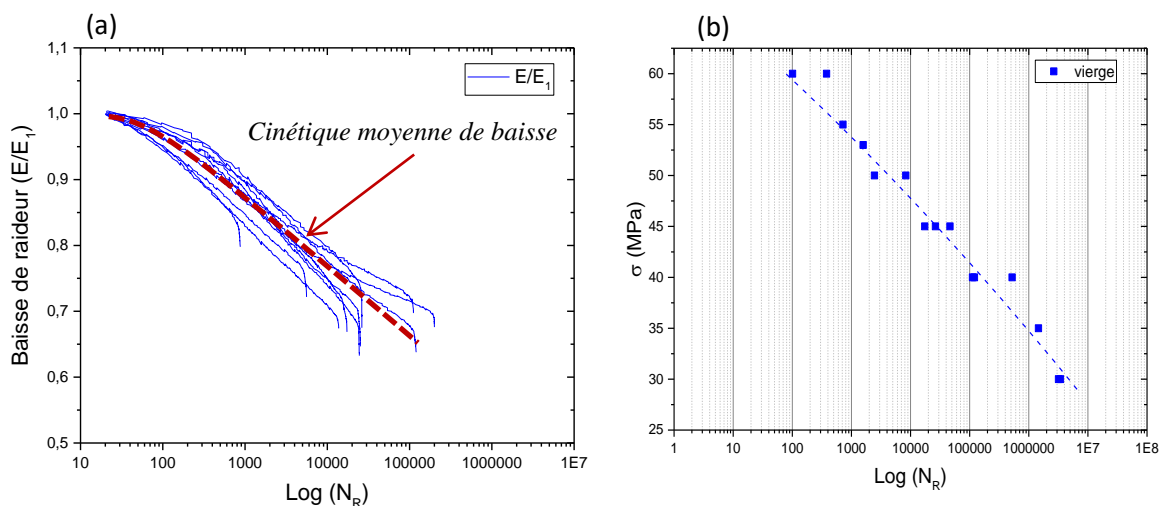 (a)
1,1
1,0
0,9
0,8
0,7
0,6
0,5
Baisse de raideur (E/E1)
E/E1
Cinétique moyenne de baisse
10 100 1000 10000 100000 1000000 1E7
Log (NR)
(b)
60
55
50
45
40
35
30
25
σ (MPa)
vierge
1 10 100 1000 10000 1000000 1E7 1E8
Log (NR)